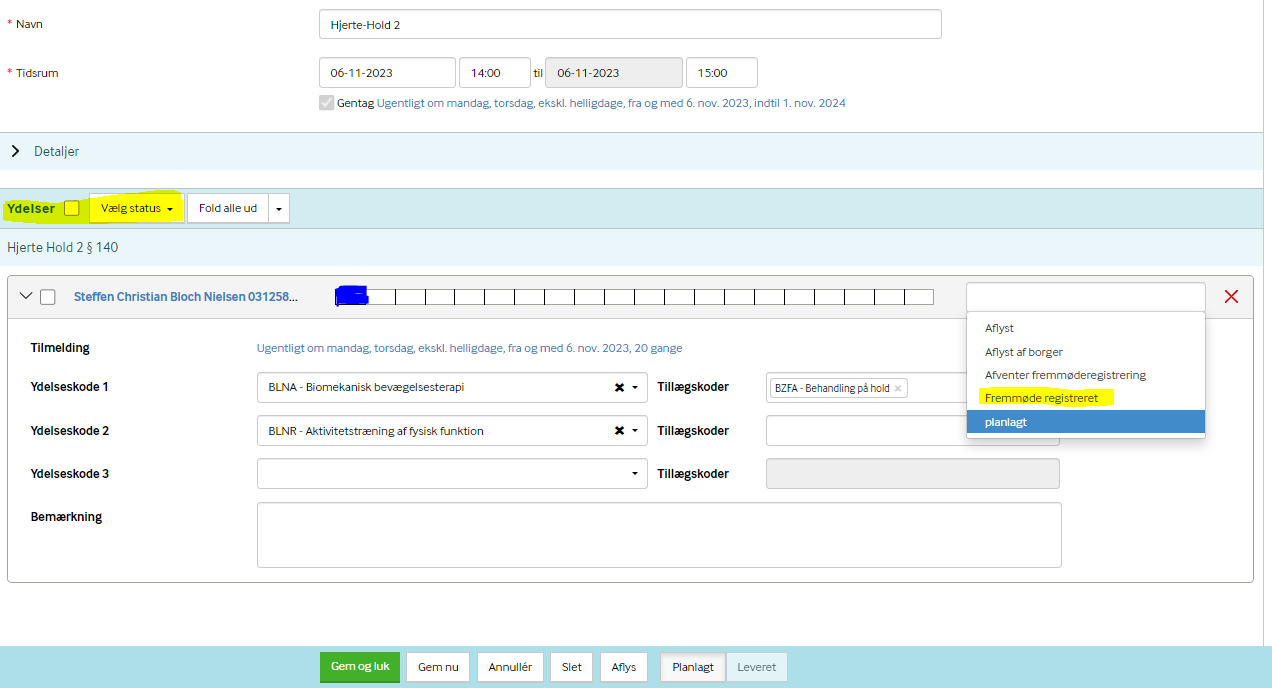 * Navn
Hjerte-Hold 2
* Tidsrum
06-11-2023 14:00 til 06-11-2023 15:00
Gentag Ugentligt om mandag, torsdag, ekskl. helligdage, fra og med 6. nov. 2023, indtil 1. nov. 2024
Detaljer
Ydelser Vælg status Fold alle ud
Hjerte Hold 2 § 140
Steffen Christian Bloch Nielsen 031258...
Aflyst
Aflyst af borger
Afventer fremmøderegistrering
Fremmøde registreret
planlagt
Tilmelding
Ugentligt om mandag, torsdag, ekskl. helligdage, fra og med 6. nov. 2023, 20 gange
Ydelseskode 1 BLNA - Biomekanisk bevægelsesterapi Tillægskoder BZFA - Behandling på hold ×
Ydelseskode 2 BLNR - Aktivitetstræning af fysisk funktion Tillægskoder
Ydelseskode 3 Tillægskoder
Bemærkning
Gem og luk Gem nu Annullér Slet Aflys Planlagt Leveret